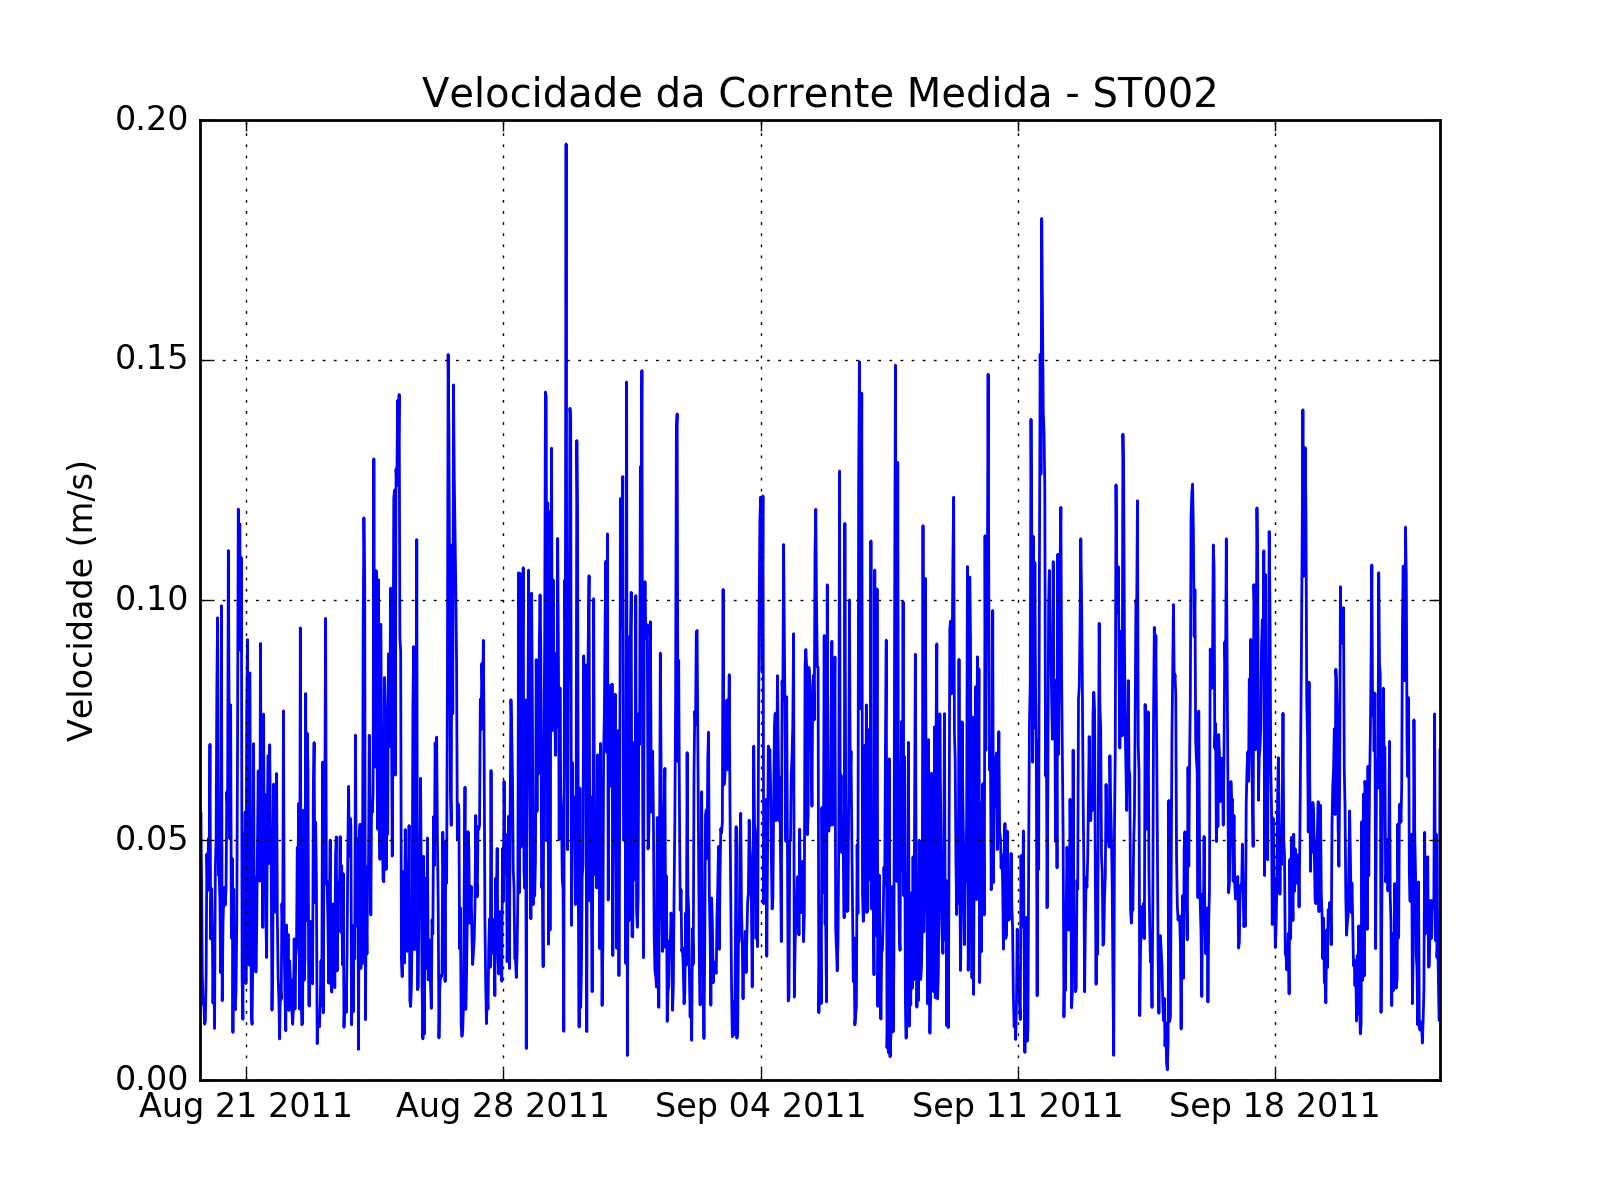 Velocidade da Corrente Medida - ST002
Velocidade (m/s)
0.20
0.15
0.10
0.05
0.00
Aug 21 2011 Aug 28 2011 Sep 04 2011 Sep 11 2011 Sep 18 2011